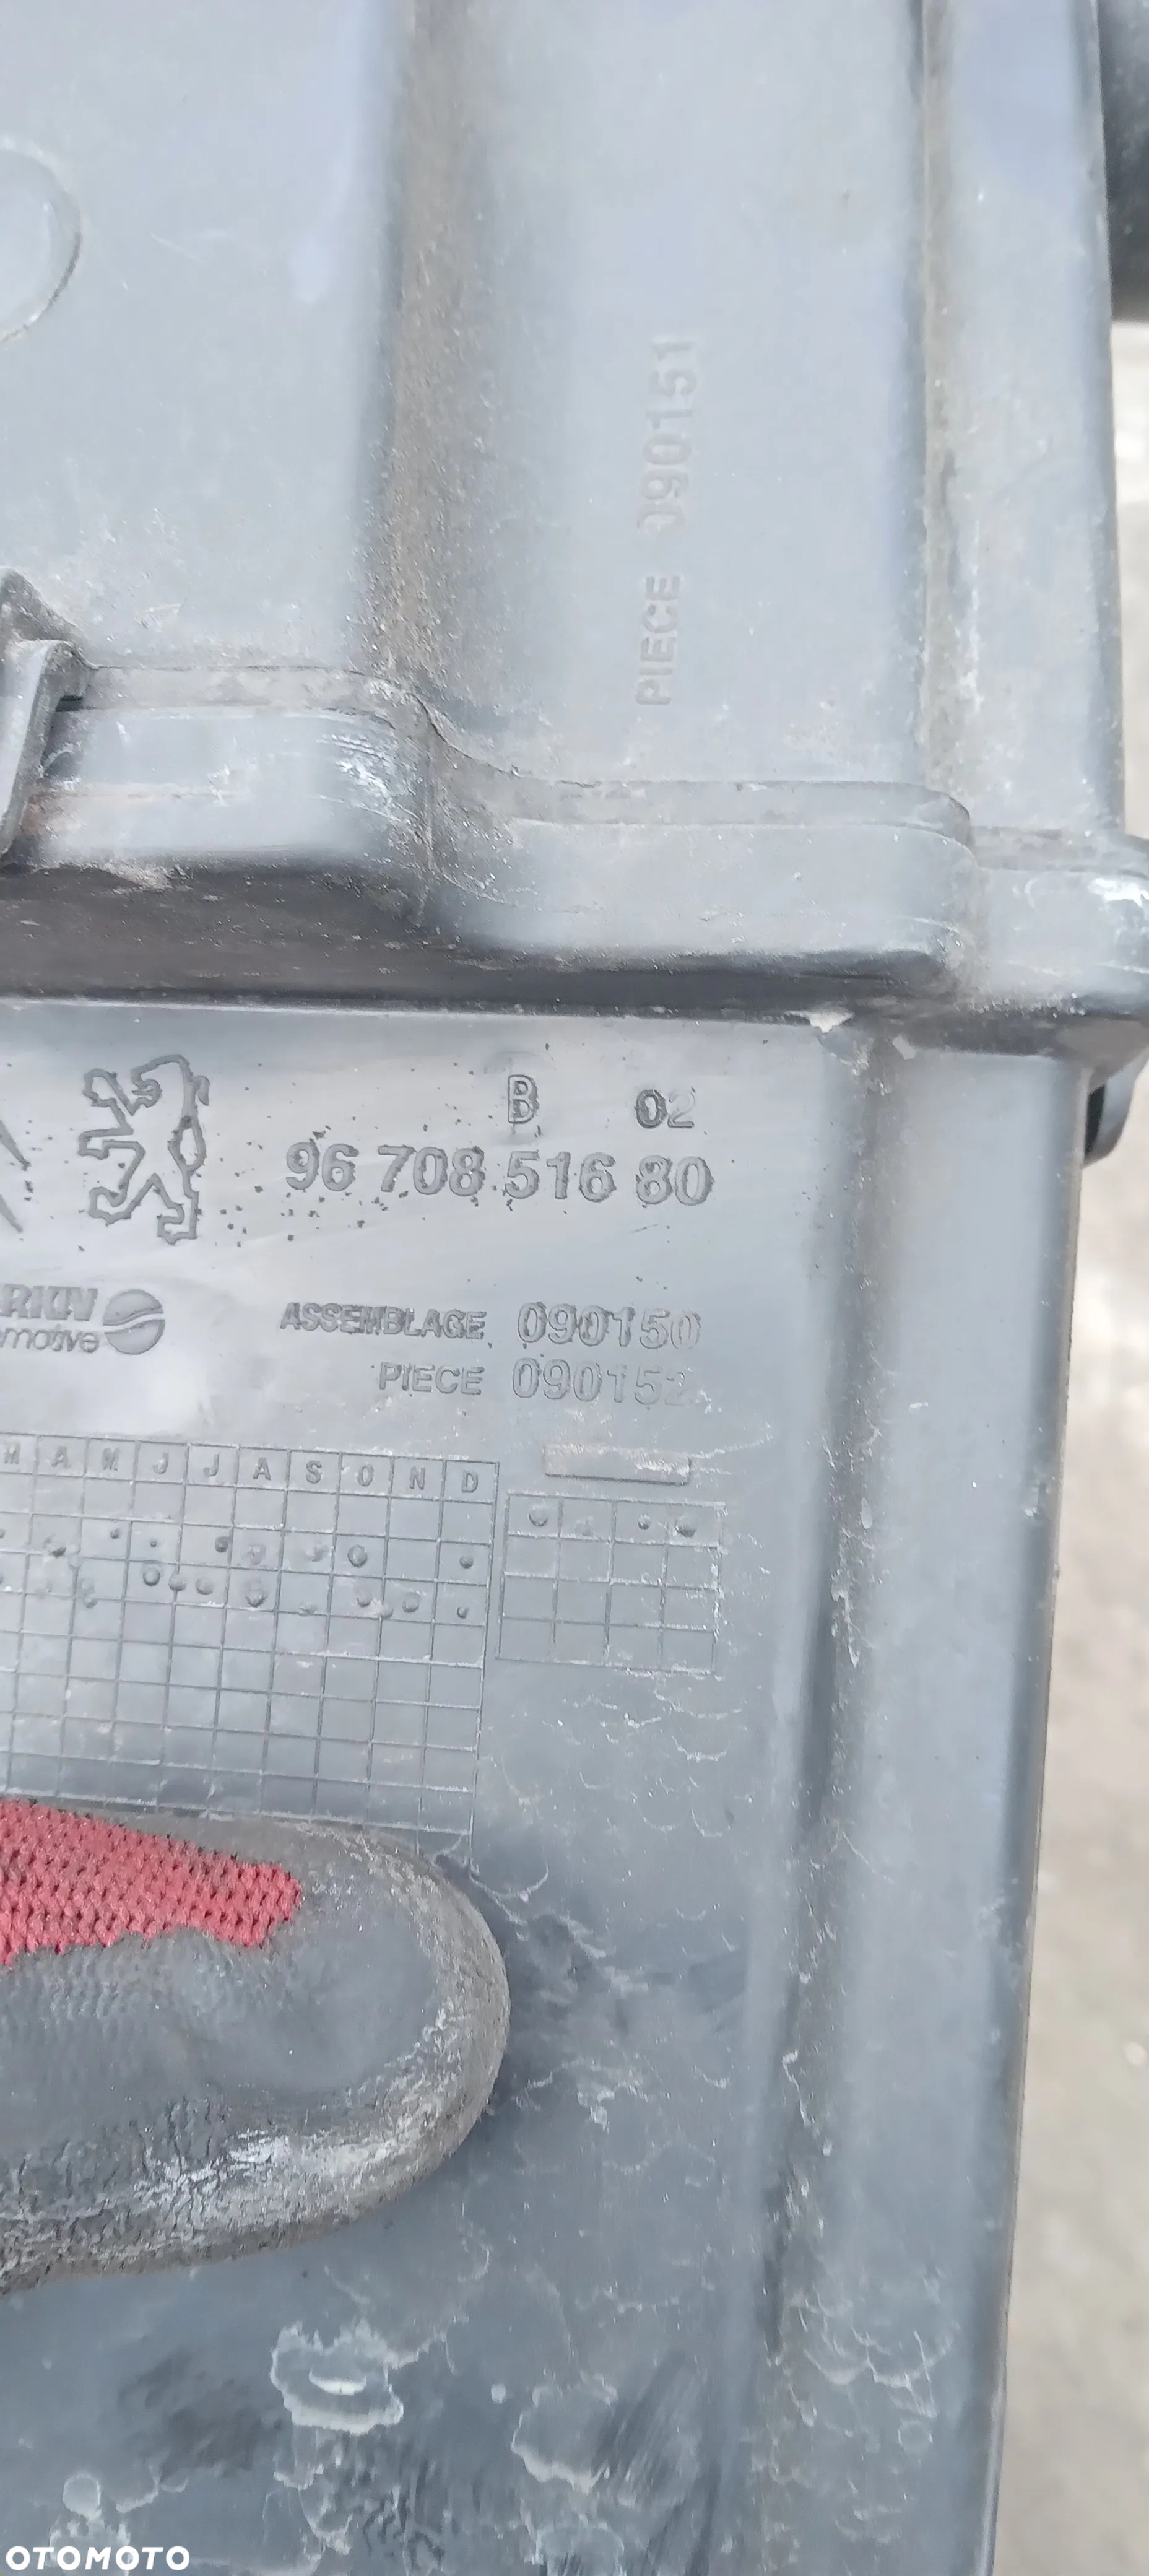 PIECE 090151
B 02
96 708 516 80
ASSEMBLAGE 090150
PIECE 090152
M A M J J A S O N D
OTOMOTO